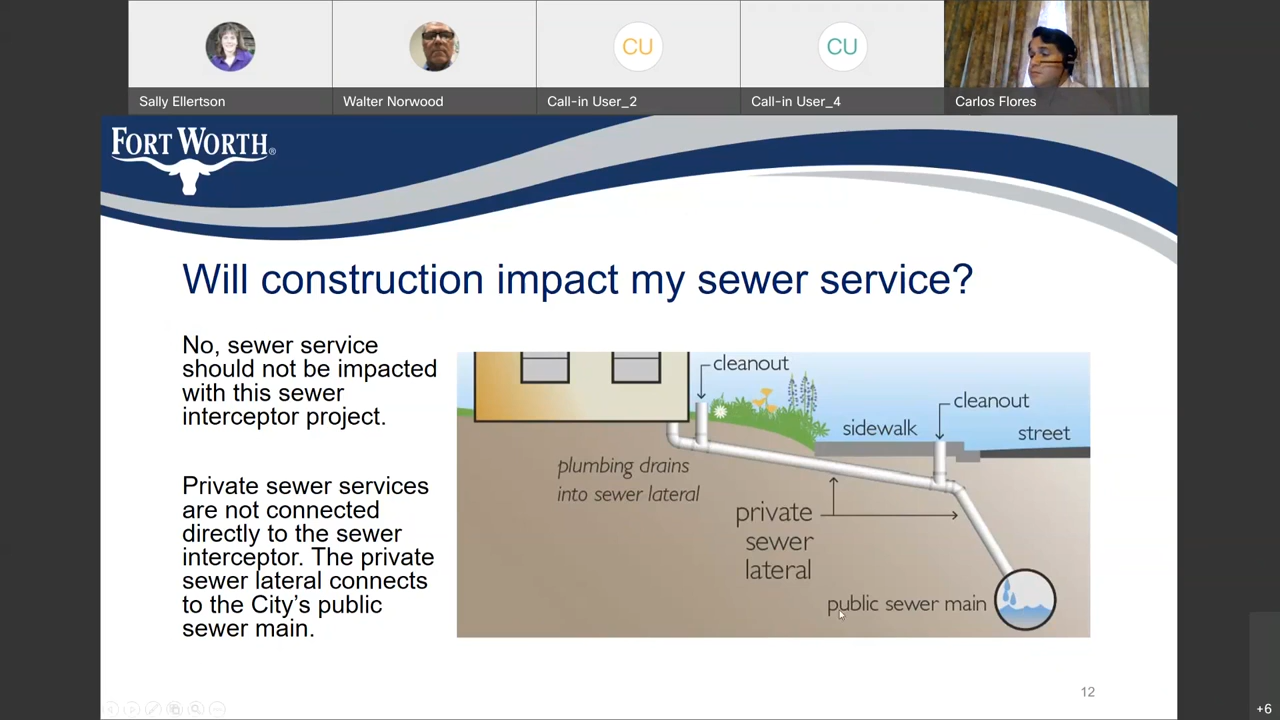 CU
CU
Sally Ellertson
Walter Norwood
Call-in User_2
Call-in User_4
Carlos Flores
FORT WORTH®
Will construction impact my sewer service?
No, sewer service
should not be impacted
with this sewer
interceptor project.
Private sewer services
are not connected
directly to the sewer
interceptor. The private
sewer lateral connects
to the City's public
sewer main.
cleanout
cleanout
sidewalk
street
plumbing drains
into sewer lateral
private
sewer
lateral
public sewer main
12
+6